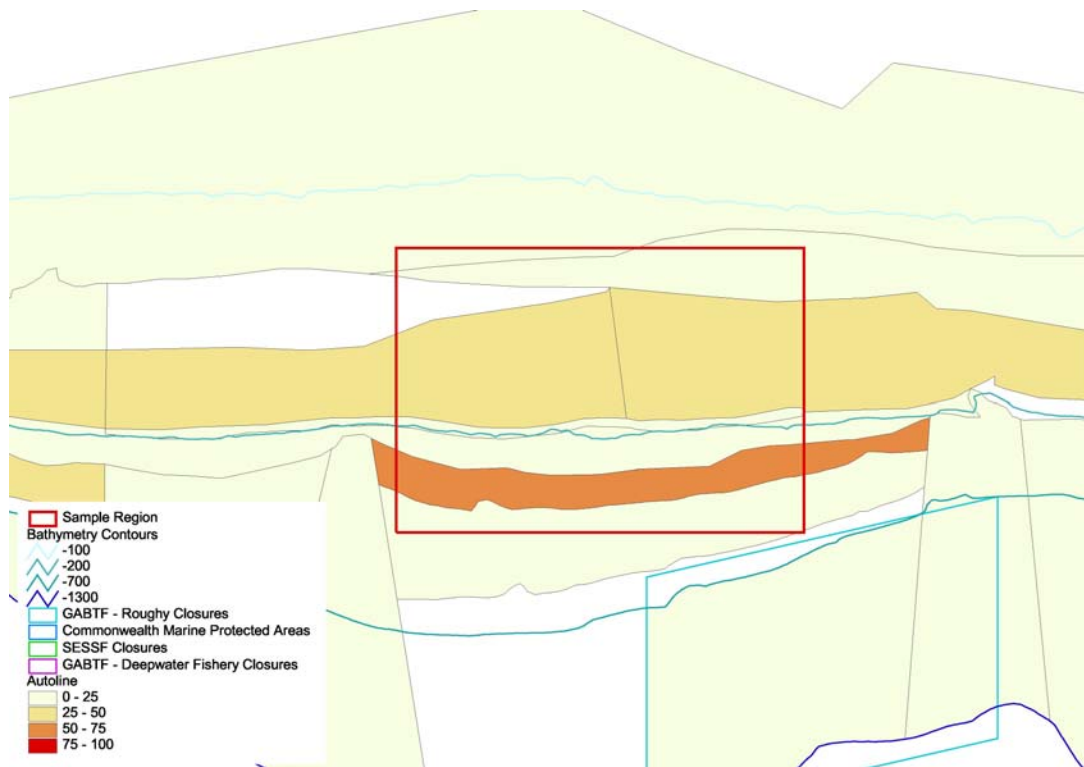 Sample Region
Bathymetry Contours
-100
-200
-700
-1300
GABTF - Roughy Closures
Commonwealth Marine Protected Areas
SESSF Closures
GABTF - Deepwater Fishery Closures
Autoline
0 - 25
25 - 50
50 - 75
75 - 100